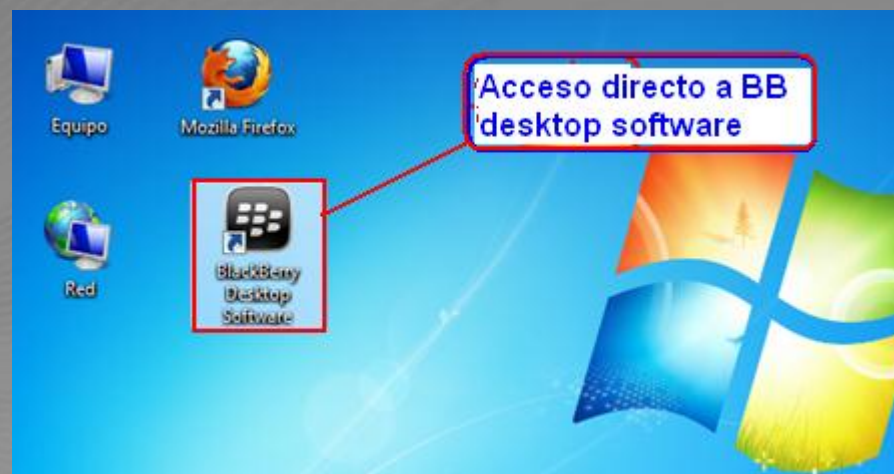 Acceso directo a BB
desktop software
Equipo
Mozilla Firefox
Red
BlackBerry
Desktop
Software